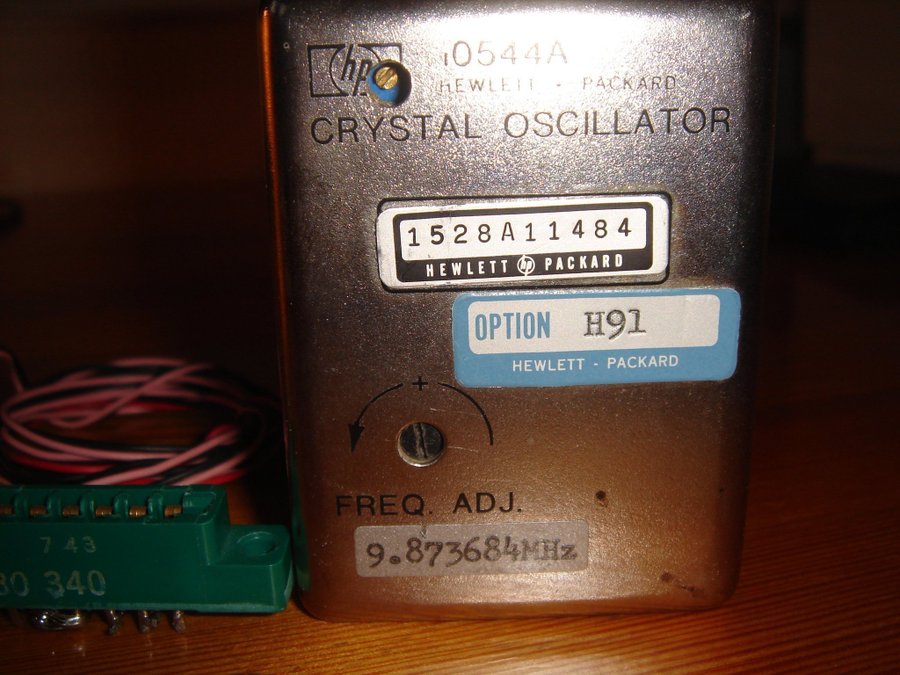 hp
10544A
HEWLETT - PACKARD
CRYSTAL OSCILLATOR
1528A11484
HEWLETT hp PACKARD
OPTION H91
HEWLETT - PACKARD
+
FREQ. ADJ.
9.873684MHz
7 43
80 340